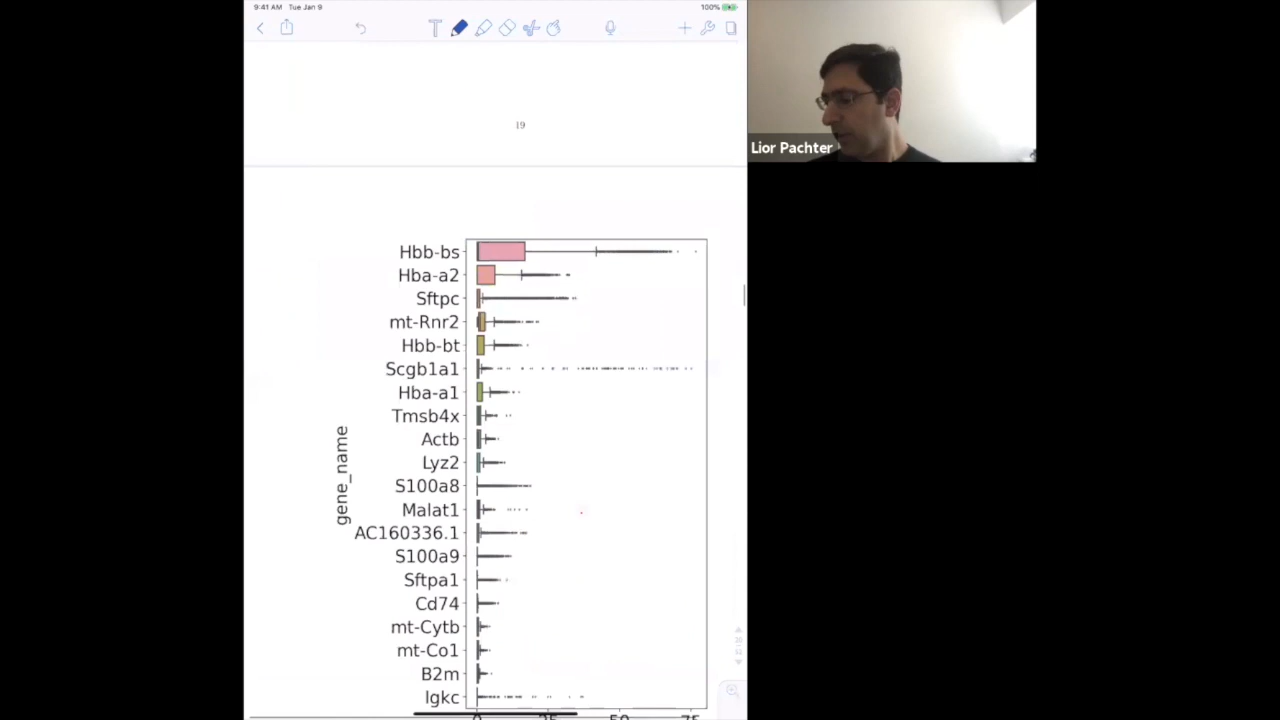 9:41 AM Tue Jan 9
100%
T
Lior Pachter
19
Hbb-bs
Hba-a2
Sftpc
mt-Rnr2
Hbb-bt
Scgb1a1
Hba-a1
Tmsb4x
Actb
Lyz2
S100a8
Malat1
AC160336.1
S100a9
Sftpa1
Cd74
mt-Cytb
mt-Co1
B2m
Igkc
gene_name
0 25 50 75